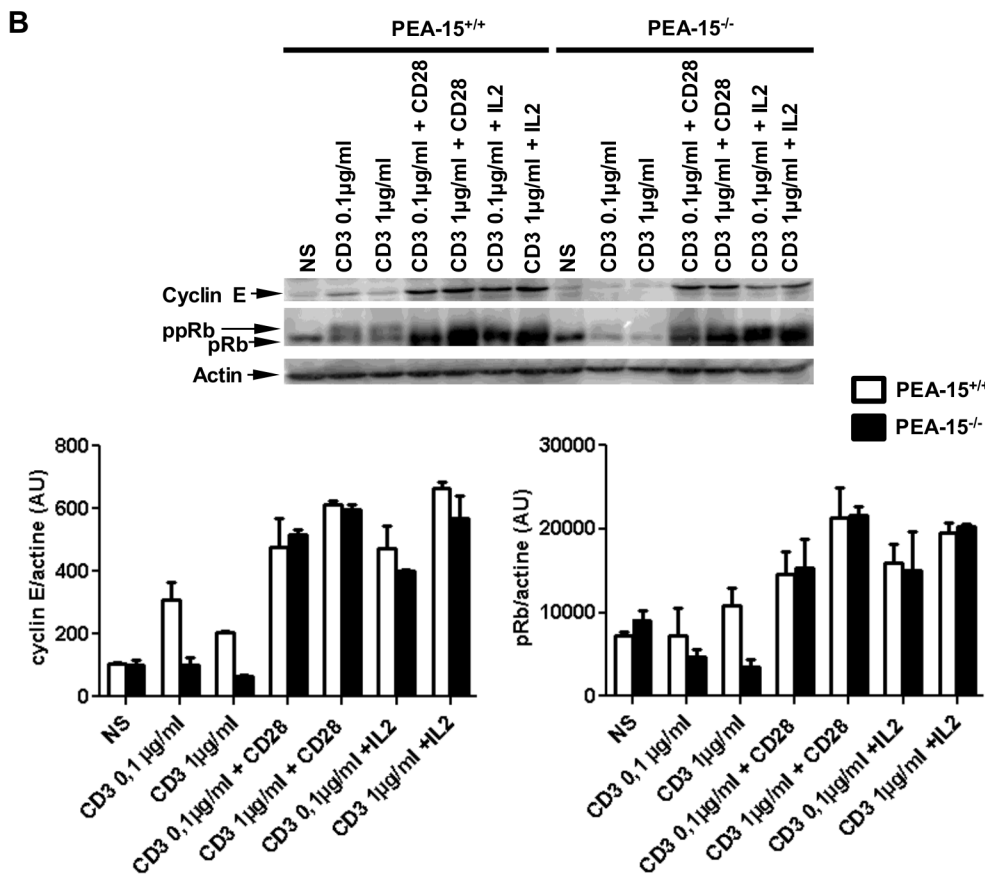 B
PEA-15+/+ PEA-15-/-
NS
CD3 0.1µg/ml
CD3 1µg/ml
CD3 0.1µg/ml + CD28
CD3 1µg/ml + CD28
CD3 0.1µg/ml + IL2
CD3 1µg/ml + IL2
NS
CD3 0.1µg/ml
CD3 1µg/ml
CD3 0.1µg/ml + CD28
CD3 1µg/ml + CD28
CD3 0.1µg/ml + IL2
CD3 1µg/ml + IL2
Cyclin E
ppRb
pRb
Actin
PEA-15+/+
PEA-15-/-
cyclin E/actine (AU)
800
600
400
200
0
NS
CD3 0,1 µg/ml
CD3 1µg/ml
CD3 0,1µg/ml + CD28
CD3 1µg/ml + CD28
CD3 0,1µg/ml +IL2
CD3 1µg/ml +IL2
pRb/actine (AU)
30000
20000
10000
0
NS
CD3 0,1 µg/ml
CD3 1µg/ml
CD3 0,1µg/ml + CD28
CD3 1µg/ml + CD28
CD3 0,1µg/ml +IL2
CD3 1µg/ml +IL2